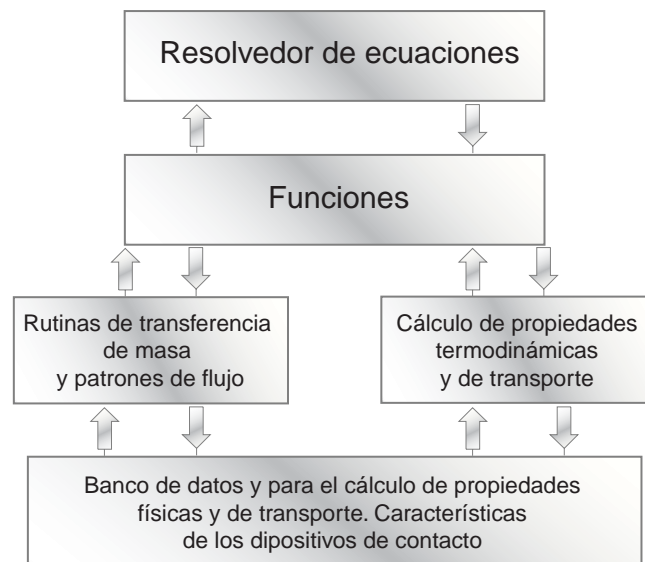 Resolvedor de ecuaciones
Funciones
Rutinas de transferencia
de masa
y patrones de flujo
Cálculo de propiedades
termodinámicas
y de transporte
Banco de datos y para el cálculo de propiedades
físicas y de transporte. Características
de los dipositivos de contacto